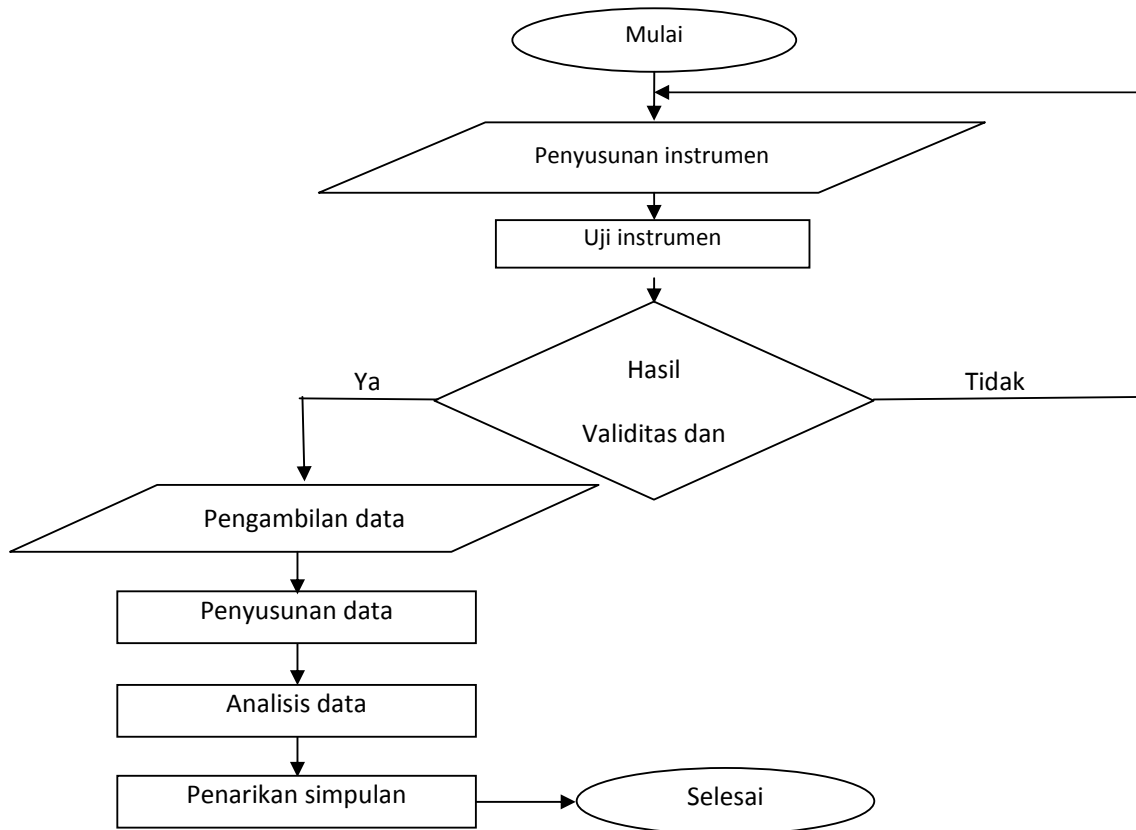 Mulai
Penyusunan instrumen
Uji instrumen
Hasil
Validitas dan
Ya
Tidak
Pengambilan data
Penyusunan data
Analisis data
Penarikan simpulan
Selesai